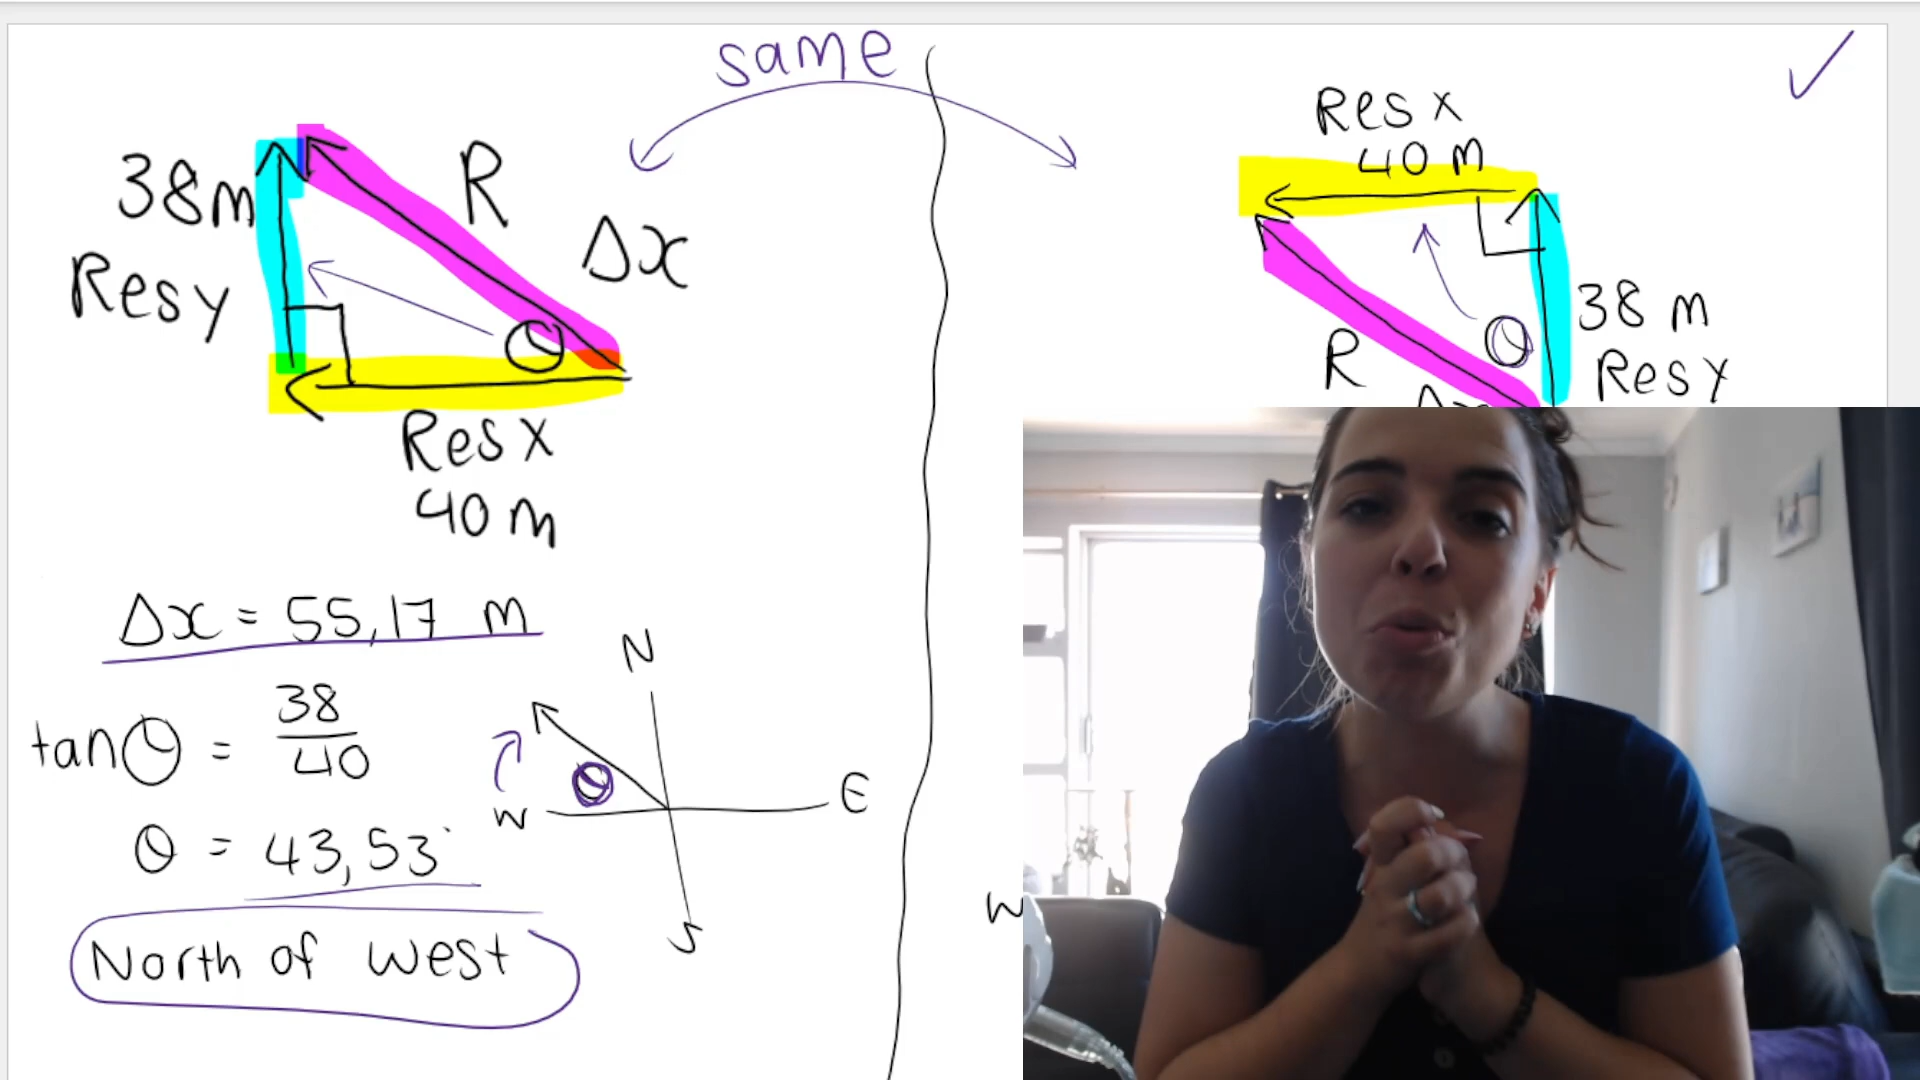 same
38m
Res y
R
Δx
Res x
40 m
Δx = 55,17 m
tanθ = 38/40
θ = 43,53°
North of west
N
W
E
S
θ
Res x
40 m
38 m
Res y
R
θ
W